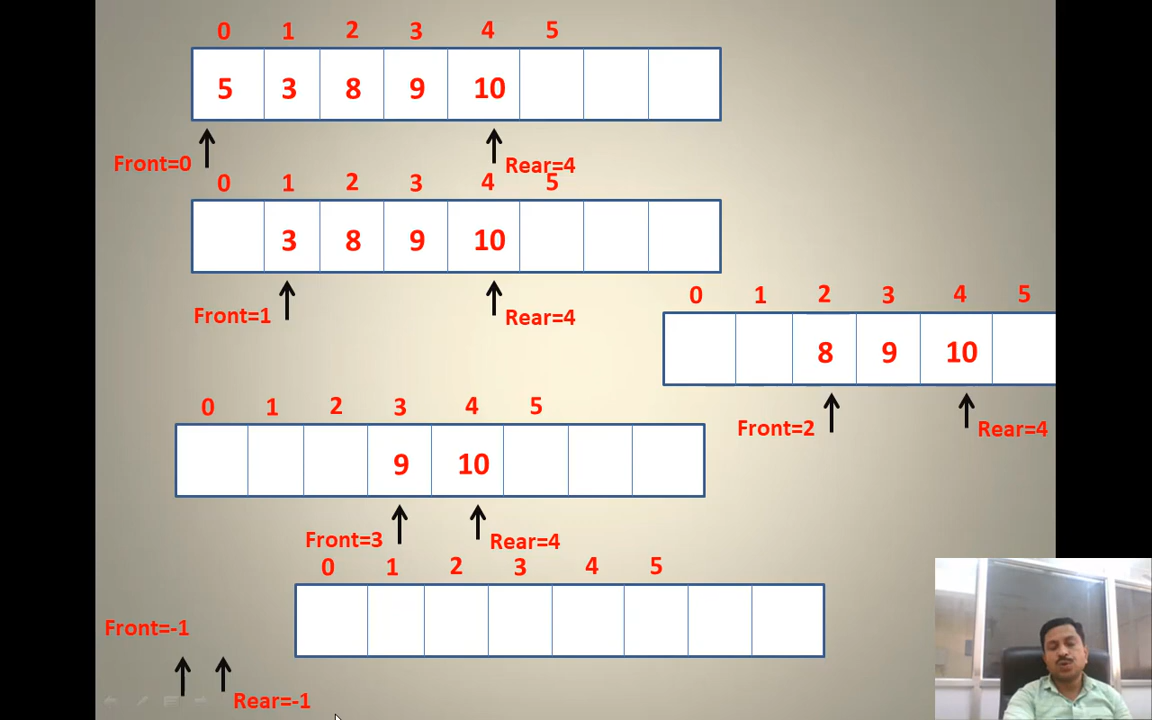 0 1 2 3 4 5
5 3 8 9 10
Front=0
Rear=4
0 1 2 3 4 5
3 8 9 10
Front=1
Rear=4
0 1 2 3 4 5
8 9 10
Front=2
Rear=4
0 1 2 3 4 5
9 10
Front=3
Rear=4
0 1 2 3 4 5
Front=-1
Rear=-1